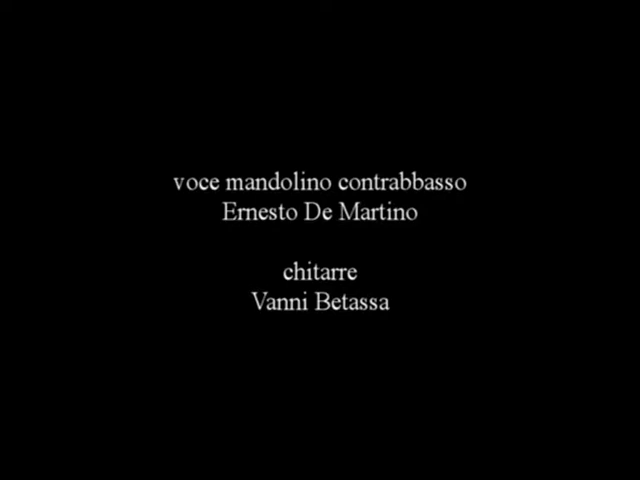 voce mandolino contrabbasso
Ernesto De Martino
chitarre
Vanni Betassa